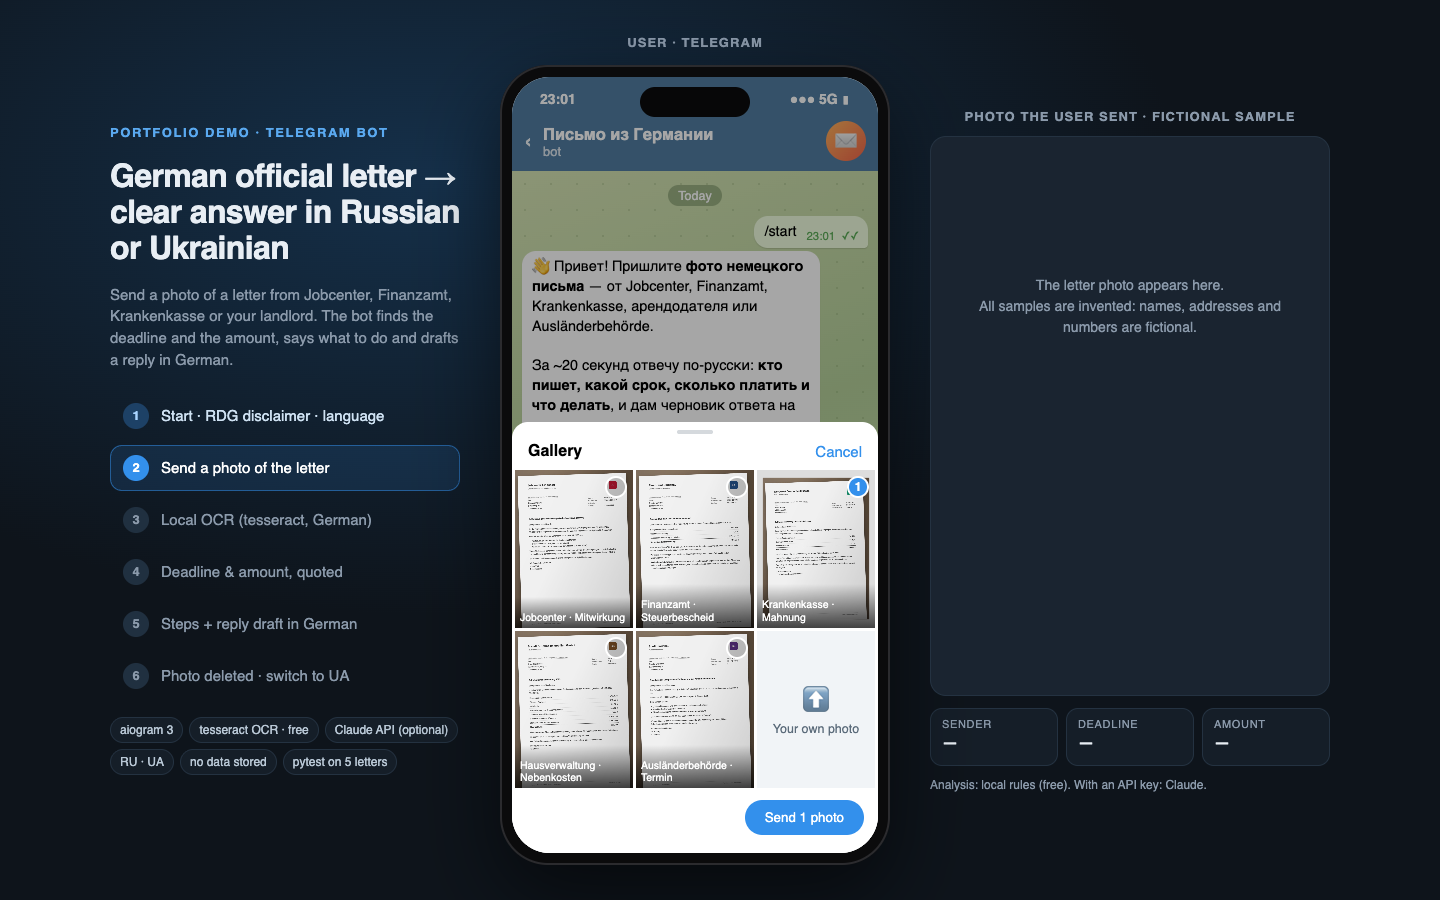 USER · TELEGRAM
PORTFOLIO DEMO · TELEGRAM BOT
German official letter →
clear answer in Russian
or Ukrainian
Send a photo of a letter from Jobcenter, Finanzamt,
Krankenkasse or your landlord. The bot finds the
deadline and the amount, says what to do and drafts
a reply in German.
1 Start · RDG disclaimer · language
2 Send a photo of the letter
3 Local OCR (tesseract, German)
4 Deadline & amount, quoted
5 Steps + reply draft in German
6 Photo deleted · switch to UA
aiogram 3 tesseract OCR · free Claude API (optional)
RU · UA no data stored pytest on 5 letters
23:01 5G
Письмо из Германии
bot
Today
/start 23:01
Привет! Пришлите фото немецкого
письма — от Jobcenter, Finanzamt,
Krankenkasse, арендодателя или
Ausländerbehörde.
За ~20 секунд отвечу по-русски: кто
пишет, какой срок, сколько платить и
что делать, и дам черновик ответа на
Gallery Cancel
1
Jobcenter · Mitwirkung
Finanzamt ·
Steuerbescheid
Krankenkasse ·
Mahnung
Hausverwaltung ·
Nebenkosten
Ausländerbehörde ·
Termin
Your own photo
Send 1 photo
PHOTO THE USER SENT · FICTIONAL SAMPLE
The letter photo appears here.
All samples are invented: names, addresses and
numbers are fictional.
SENDER
—
DEADLINE
—
AMOUNT
—
Analysis: local rules (free). With an API key: Claude.